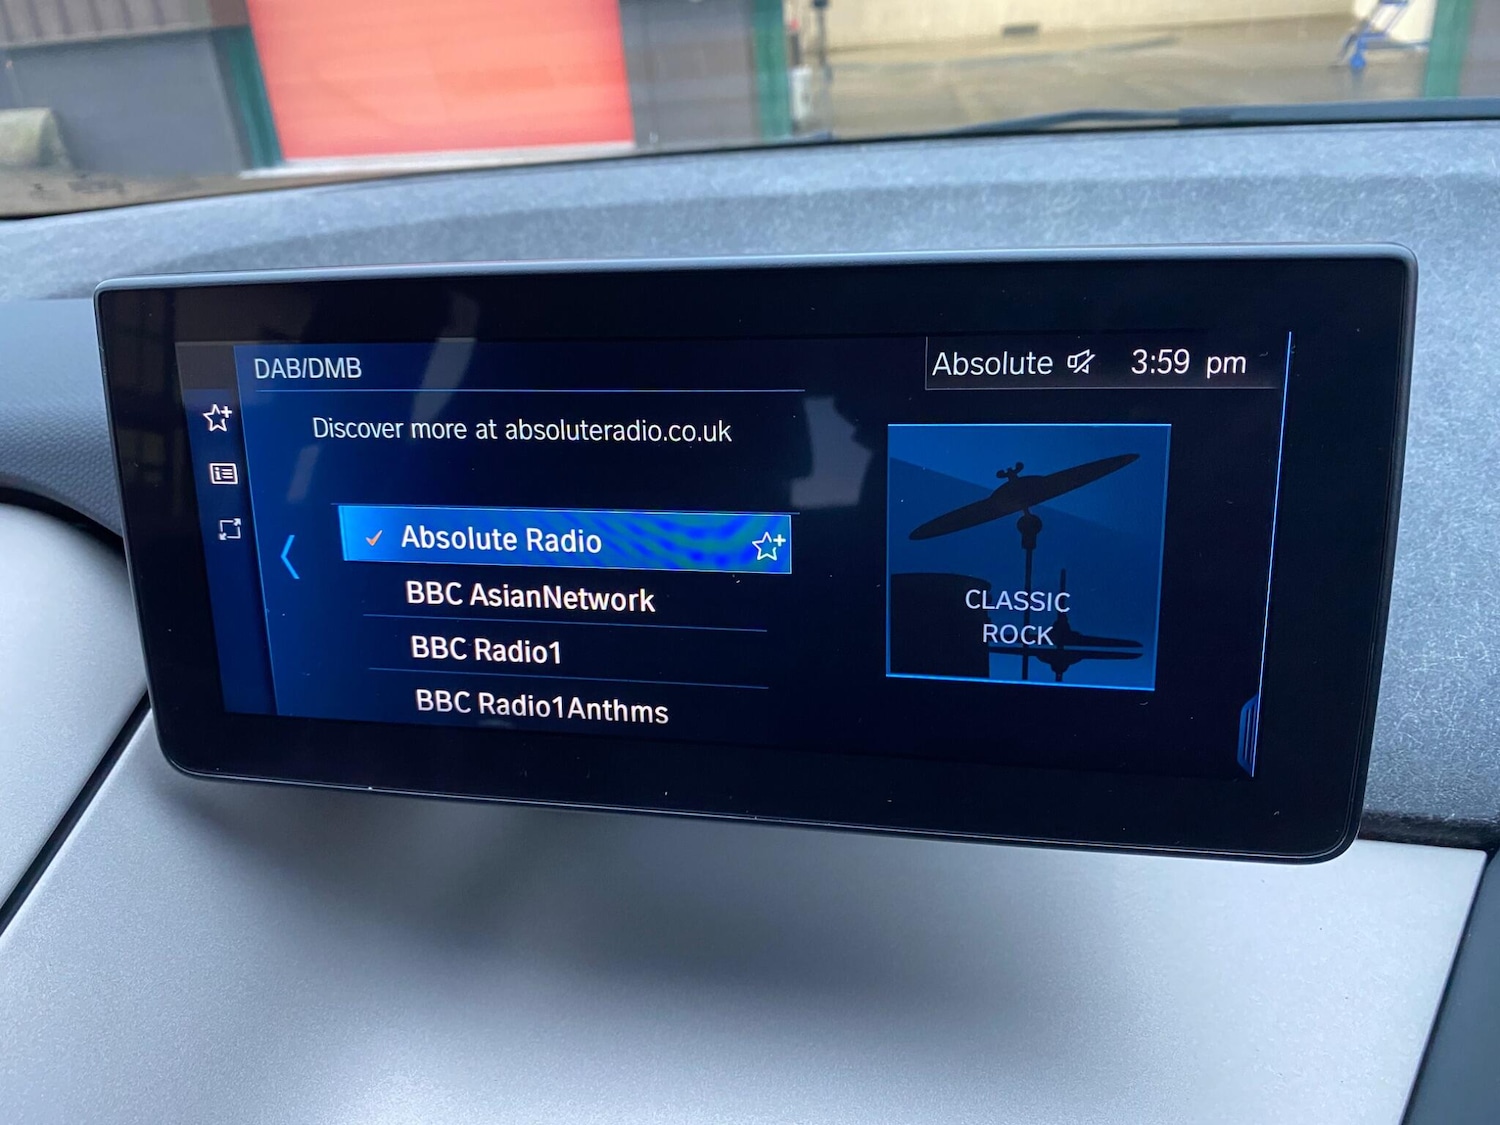 DAB/DMB
Absolute 3:59 pm
Discover more at absoluteradio.co.uk
Absolute Radio
BBC AsianNetwork
BBC Radio1
BBC Radio1Anthms
CLASSIC
ROCK